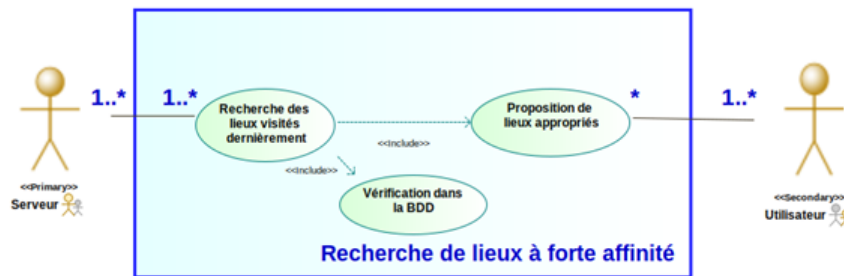 1..*
1..*
Recherche des
lieux visités
dernièrement
Proposition de
lieux appropriés
*
1..*
<<Include>>
<<Include>>
Vérification dans
la BDD
<<Primary>>
Serveur
<<Secondary>>
Utilisateur
Recherche de lieux à forte affinité